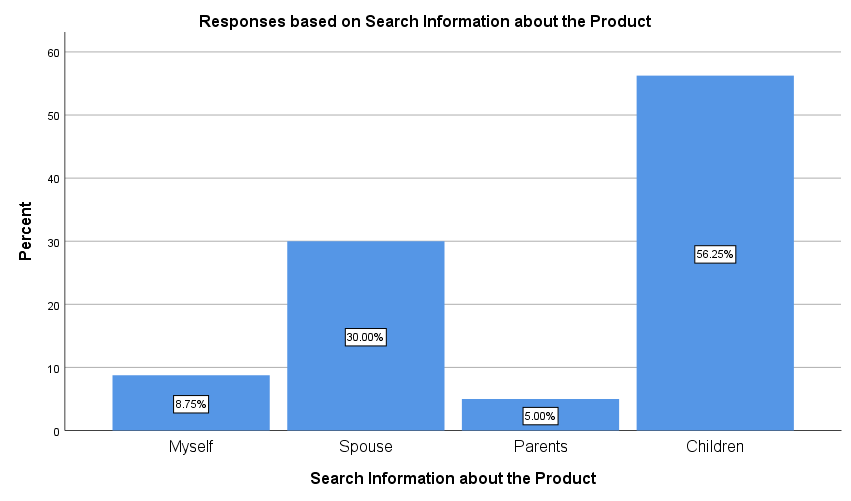 Responses based on Search Information about the Product
60
50
40
30
20
10
0
Percent
8.75%
30.00%
5.00%
56.25%
Myself
Spouse
Parents
Children
Search Information about the Product